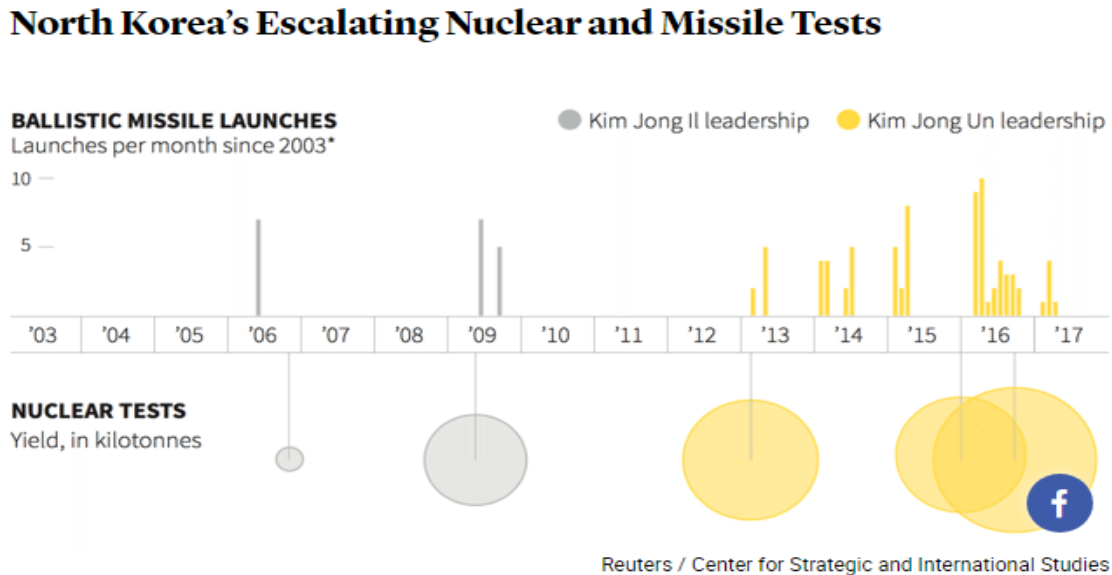 North Korea’s Escalating Nuclear and Missile Tests
BALLISTIC MISSILE LAUNCHES
Launches per month since 2003*
Kim Jong Il leadership
Kim Jong Un leadership
10
5
’03 ’04 ’05 ’06 ’07 ’08 ’09 ’10 ’11 ’12 ’13 ’14 ’15 ’16 ’17
NUCLEAR TESTS
Yield, in kilotonnes
f
Reuters / Center for Strategic and International Studies